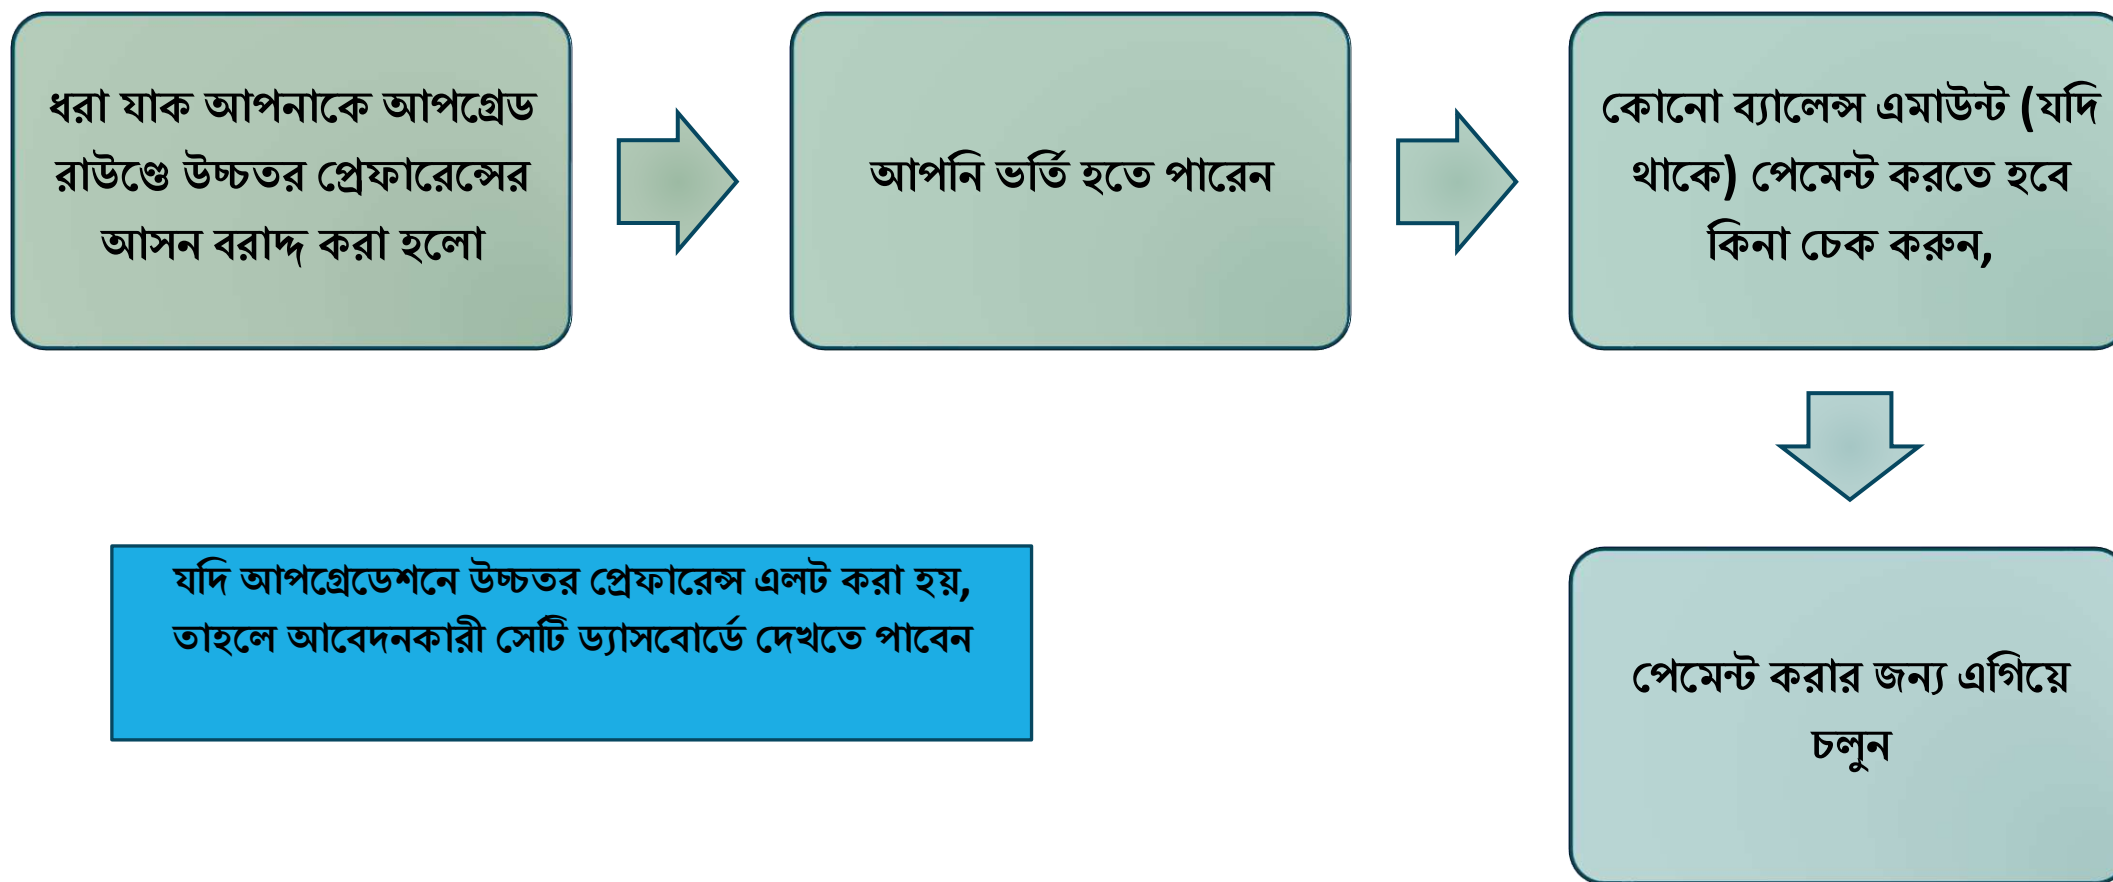 ধরা যাক আপনাকে আপগ্রেড
রাউণ্ডে উচ্চতর প্রেফারেন্সের
আসন বরাদ্দ করা হলো
আপনি ভর্তি হতে পারেন
কোনো ব্যালেন্স এমাউন্ট (যদি
থাকে) পেমেন্ট করতে হবে
কিনা চেক করুন,
যদি আপগ্রেডেশনে উচ্চতর প্রেফারেন্স এলট করা হয়,
তাহলে আবেদনকারী সেটি ড্যাসবোর্ডে দেখতে পাবেন
পেমেন্ট করার জন্য এগিয়ে
চলুন